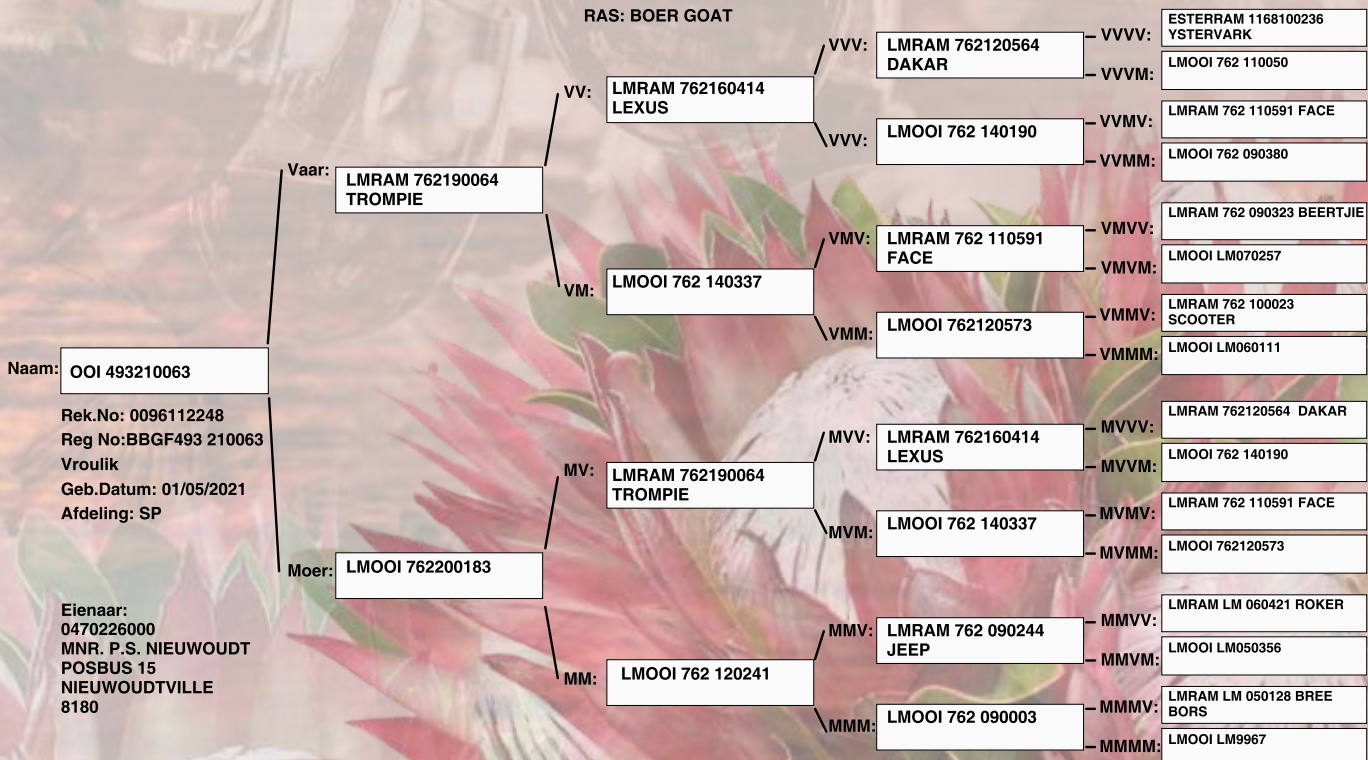 RAS: BOER GOAT
Naam:
OOI 493210063
Rek.No: 0096112248
Reg No:BBGF493 210063
Vroulik
Geb.Datum: 01/05/2021
Afdeling: SP
Eienaar:
0470226000
MNR. P.S. NIEUWOUDT
POSBUS 15
NIEUWOUDTVILLE
8180
Vaar:
LMRAM 762190064
TROMPIE
Moer:
LMOOI 762200183
VV:
LMRAM 762160414
LEXUS
VM:
LMOOI 762 140337
MV:
LMRAM 762190064
TROMPIE
MM:
LMOOI 762 120241
VVV:
LMRAM 762120564
DAKAR
VVV:
LMOOI 762 140190
VMV:
LMRAM 762 110591
FACE
VMM:
LMOOI 762120573
MVV:
LMRAM 762160414
LEXUS
MVM:
LMOOI 762 140337
MMV:
LMRAM 762 090244
JEEP
MMM:
LMOOI 762 090003
VVVV:
ESTERRAM 1168100236
YSTERVARK
VVVM:
LMOOI 762 110050
VVMV:
LMRAM 762 110591 FACE
VVMM:
LMOOI 762 090380
VMVV:
LMRAM 762 090323 BEERTJIE
VMVM:
LMOOI LM070257
VMMV:
LMRAM 762 100023
SCOOTER
VMMM:
LMOOI LM060111
MVVV:
LMRAM 762120564  DAKAR
MVVM:
LMOOI 762 140190
MVMV:
LMRAM 762 110591 FACE
MVMM:
LMOOI 762120573
MMVV:
LMRAM LM 060421 ROKER
MMVM:
LMOOI LM050356
MMMV:
LMRAM LM 050128 BREE
BORS
MMMM:
LMOOI LM9967